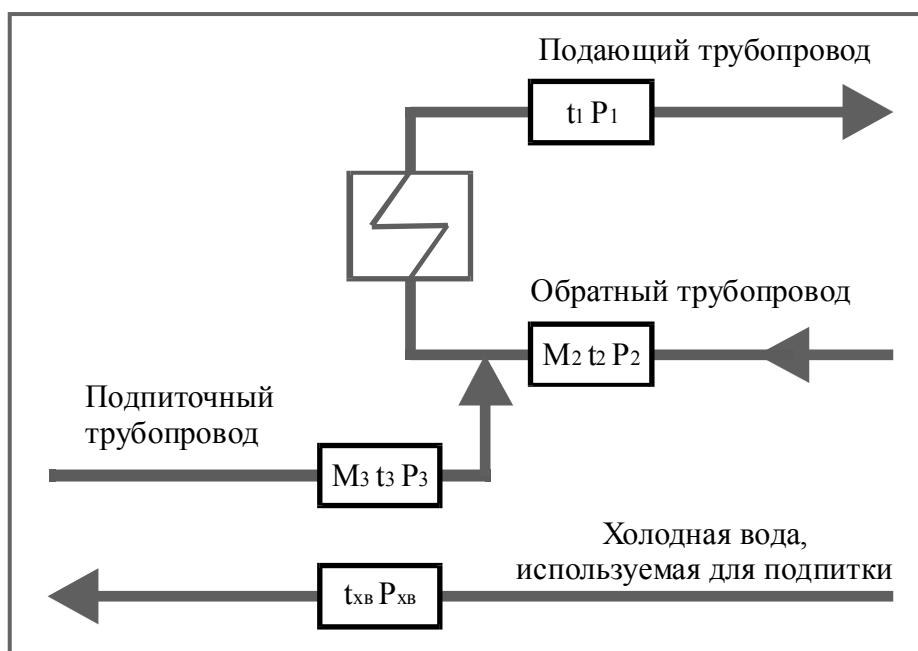 Подающий трубопровод
t₁ P₁
Обратный трубопровод
M₂ t₂ P₂
Подпиточный
трубопровод
M₃ t₃ P₃
Холодная вода,
используемая для подпитки
tхв Pхв